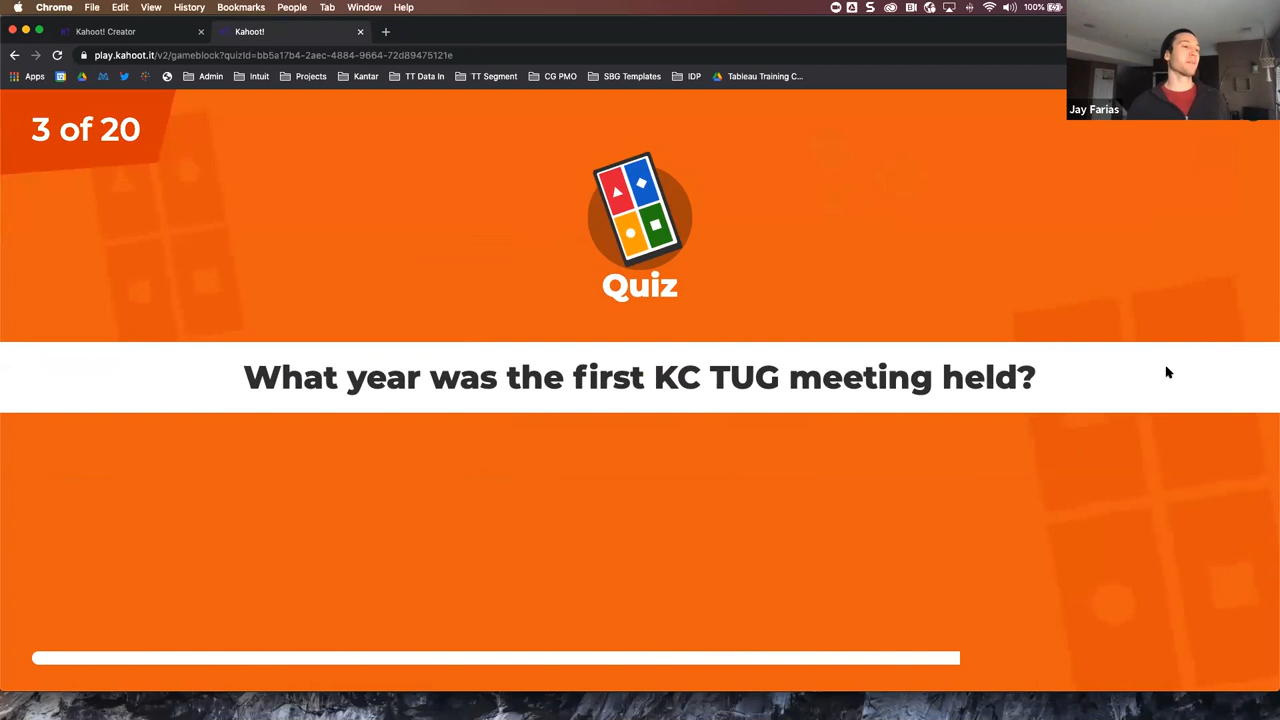 Chrome File Edit View History Bookmarks People Tab Window Help 100%
Kahoot! Creator Kahoot!
play.kahoot.it/v2/gameblock?quizId=bb5a17b4-2aec-4884-9664-72d89475121e
Apps Admin Intuit Projects Kantar TT Data In TT Segment CG PMO SBG Templates IDP Tableau Training C...
Jay Farias
3 of 20
Quiz
What year was the first KC TUG meeting held?